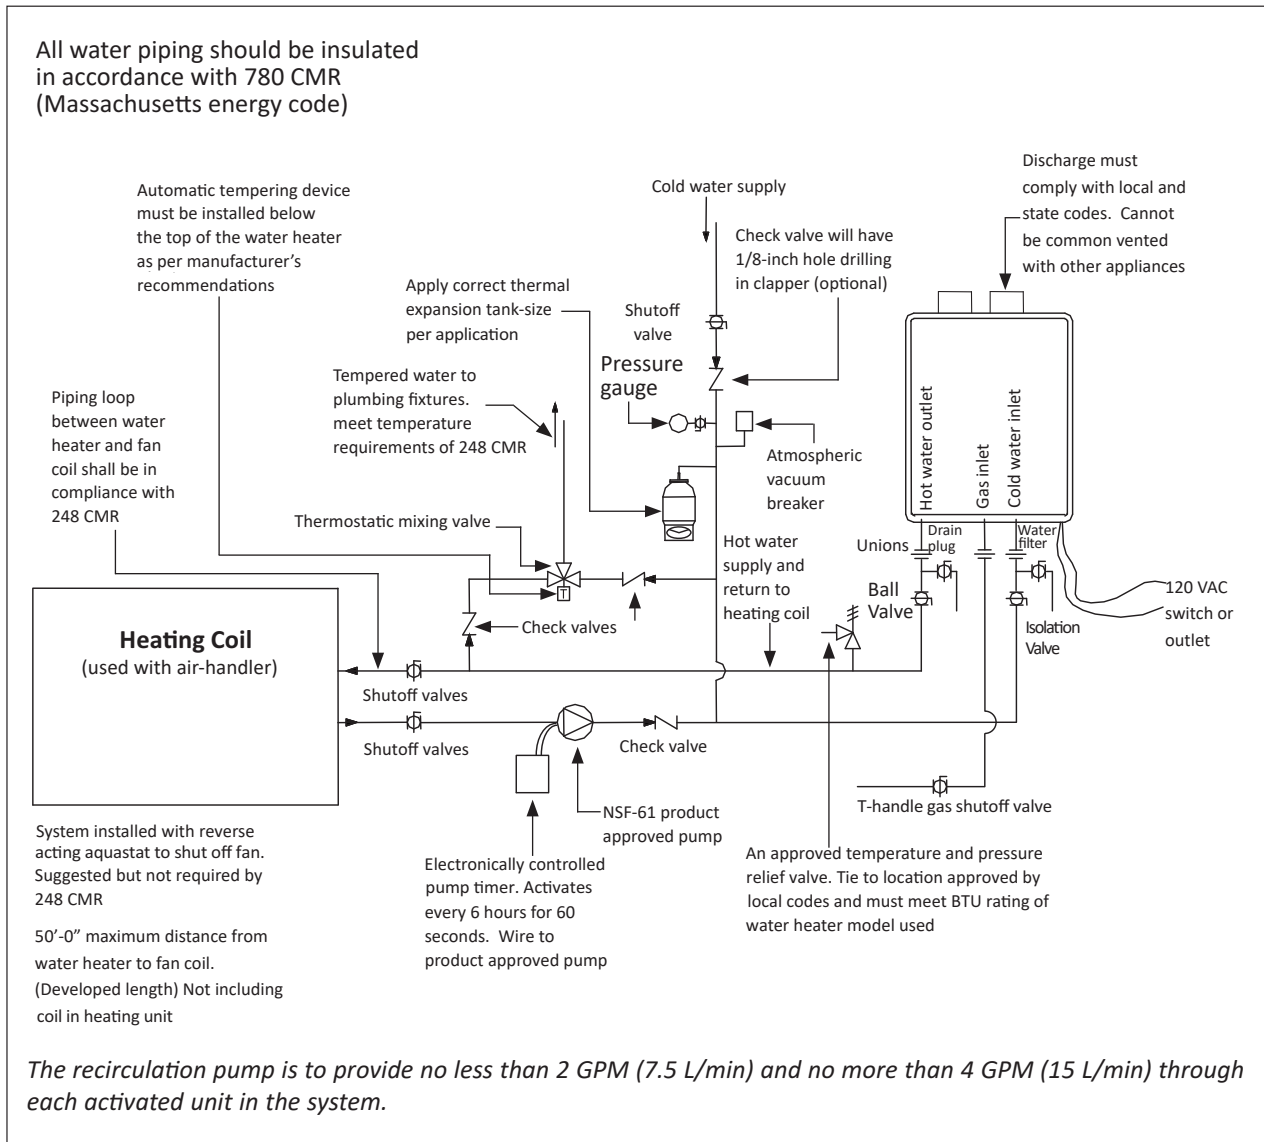 All water piping should be insulated
in accordance with 780 CMR
(Massachusetts energy code)
Automatic tempering device
must be installed below
the top of the water heater
as per manufacturer's
recommendations
Cold water supply
Discharge must
comply with local and
state codes. Cannot
be common vented
with other appliances
Check valve will have
1/8-inch hole drilling
in clapper (optional)
Apply correct thermal
expansion tank-size
per application
Shutoff
valve
Pressure
gauge
Tempered water to
plumbing fixtures.
meet temperature
requirements of 248 CMR
Piping loop
between water
heater and fan
coil shall be in
compliance with
248 CMR
Atmospheric
vacuum
breaker
Hot water outlet
Gas inlet
Cold water inlet
Thermostatic mixing valve
Hot water
supply and
return to
heating coil
Unions
Drain
plug
Water
filter
Ball
Valve
Isolation
Valve
120 VAC
switch or
outlet
T
Check valves
Heating Coil
(used with air-handler)
Shutoff valves
Shutoff valves
Check valve
T-handle gas shutoff valve
NSF-61 product
approved pump
System installed with reverse
acting aquastat to shut off fan.
Suggested but not required by
248 CMR
50'-0" maximum distance from
water heater to fan coil.
(Developed length) Not including
coil in heating unit
Electronically controlled
pump timer. Activates
every 6 hours for 60
seconds. Wire to
product approved pump
An approved temperature and pressure
relief valve. Tie to location approved by
local codes and must meet BTU rating of
water heater model used
The recirculation pump is to provide no less than 2 GPM (7.5 L/min) and no more than 4 GPM (15 L/min) through
each activated unit in the system.